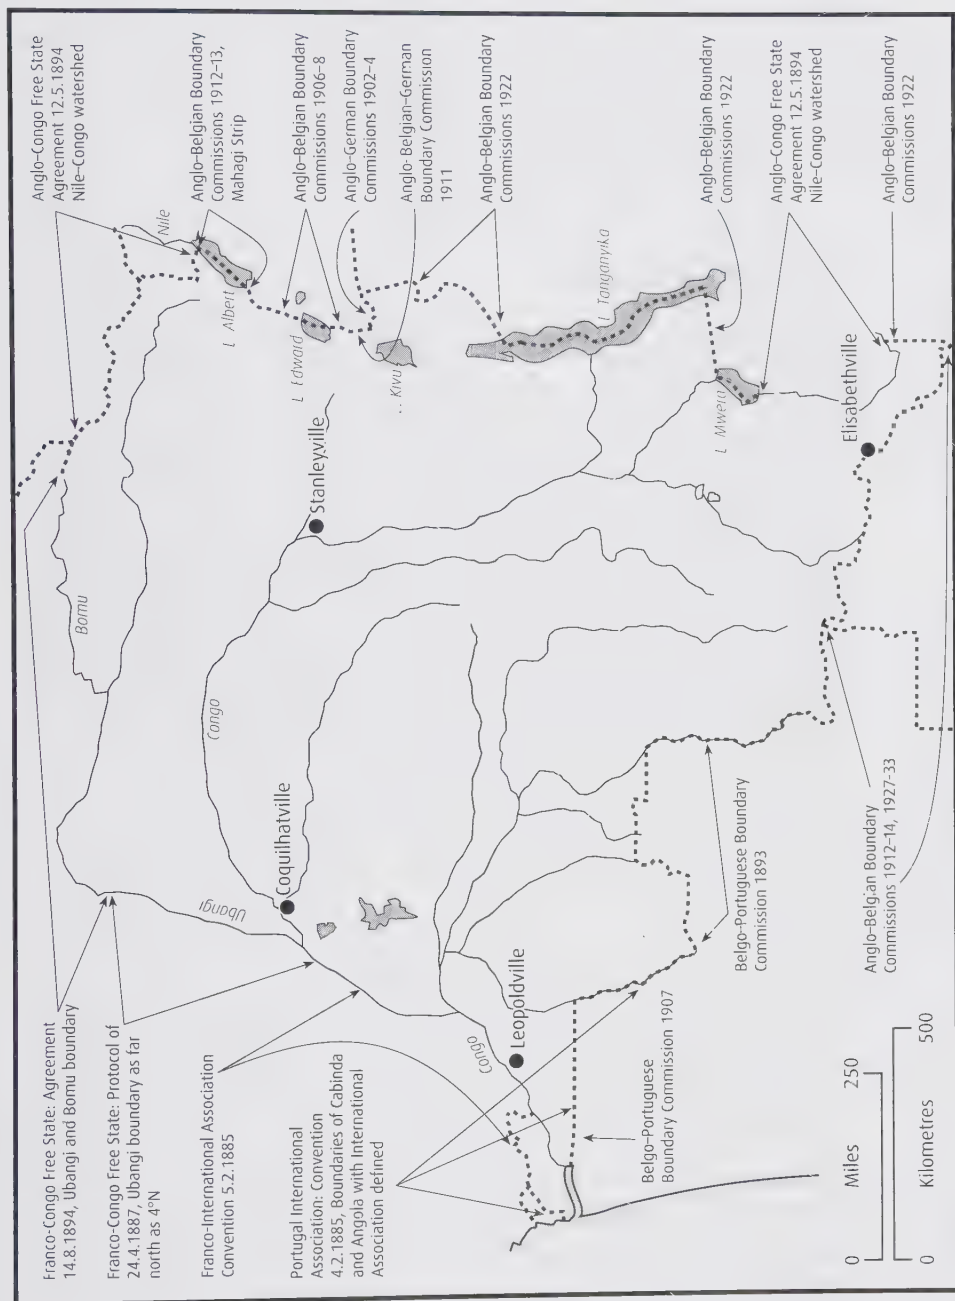 Franco-Congo Free State: Agreement
14.8.1894, Ubangi and Bomu boundary
Franco-Congo Free State: Protocol of
24.4.1887, Ubangi boundary as far
north as 4°N
Franco-International Association
Convention 5.2.1885
Portugal International
Association: Convention
4.2.1885, Boundaries of Cabinda
and Angola with International
Association defined
Anglo-Congo Free State
Agreement 12.5.1894
Nile-Congo watershed
Anglo-Belgian Boundary
Commissions 1912-13,
Mahagi Strip
Anglo-Belgian Boundary
Commissions 1906-8
Anglo-German Boundary
Commissions 1902-4
Anglo-Belgian-German
Boundary Commission
1911
Anglo-Belgian Boundary
Commissions 1922
Anglo-Belgian Boundary
Commissions 1922
Anglo-Congo Free State
Agreement 12.5.1894
Nile-Congo watershed
Anglo-Belgian Boundary
Commissions 1922
Nile
L Albert
L Edward
L Kivu
L Tanganyika
L Mwera
Bomu
Ubangi
Congo
Congo
Stanleyville
Coquilhatville
Leopoldville
Elisabethville
Belgo-Portuguese
Boundary Commission 1907
Belgo-Portuguese Boundary
Commission 1893
Anglo-Belgian Boundary
Commissions 1912-14, 1927-33
0 Miles 250
0 Kilometres 500